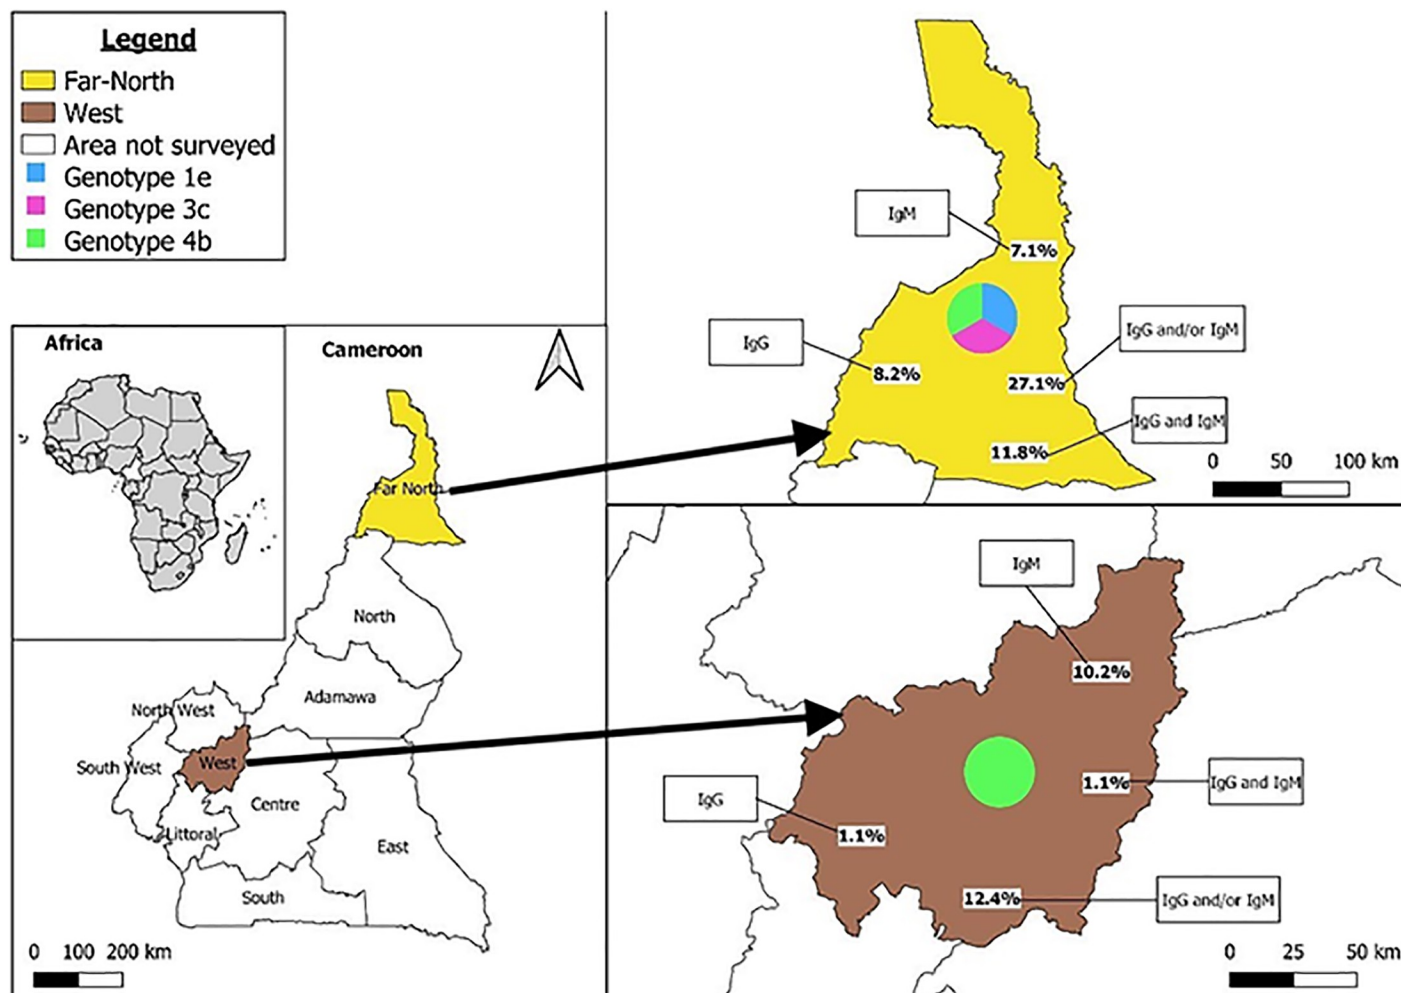 Legend
Far-North
West
Area not surveyed
Genotype 1e
Genotype 3c
Genotype 4b
Africa
Cameroon
Far North
North
Adamawa
North West
West
South West
Centre
Littoral
East
South
0 100 200 km
IgM
7.1%
IgG and/or IgM
IgG
8.2%
27.1%
IgG and IgM
11.8%
0 50 100 km
IgM
10.2%
IgG and IgM
1.1%
IgG
1.1%
12.4%
IgG and/or IgM
0 25 50 km